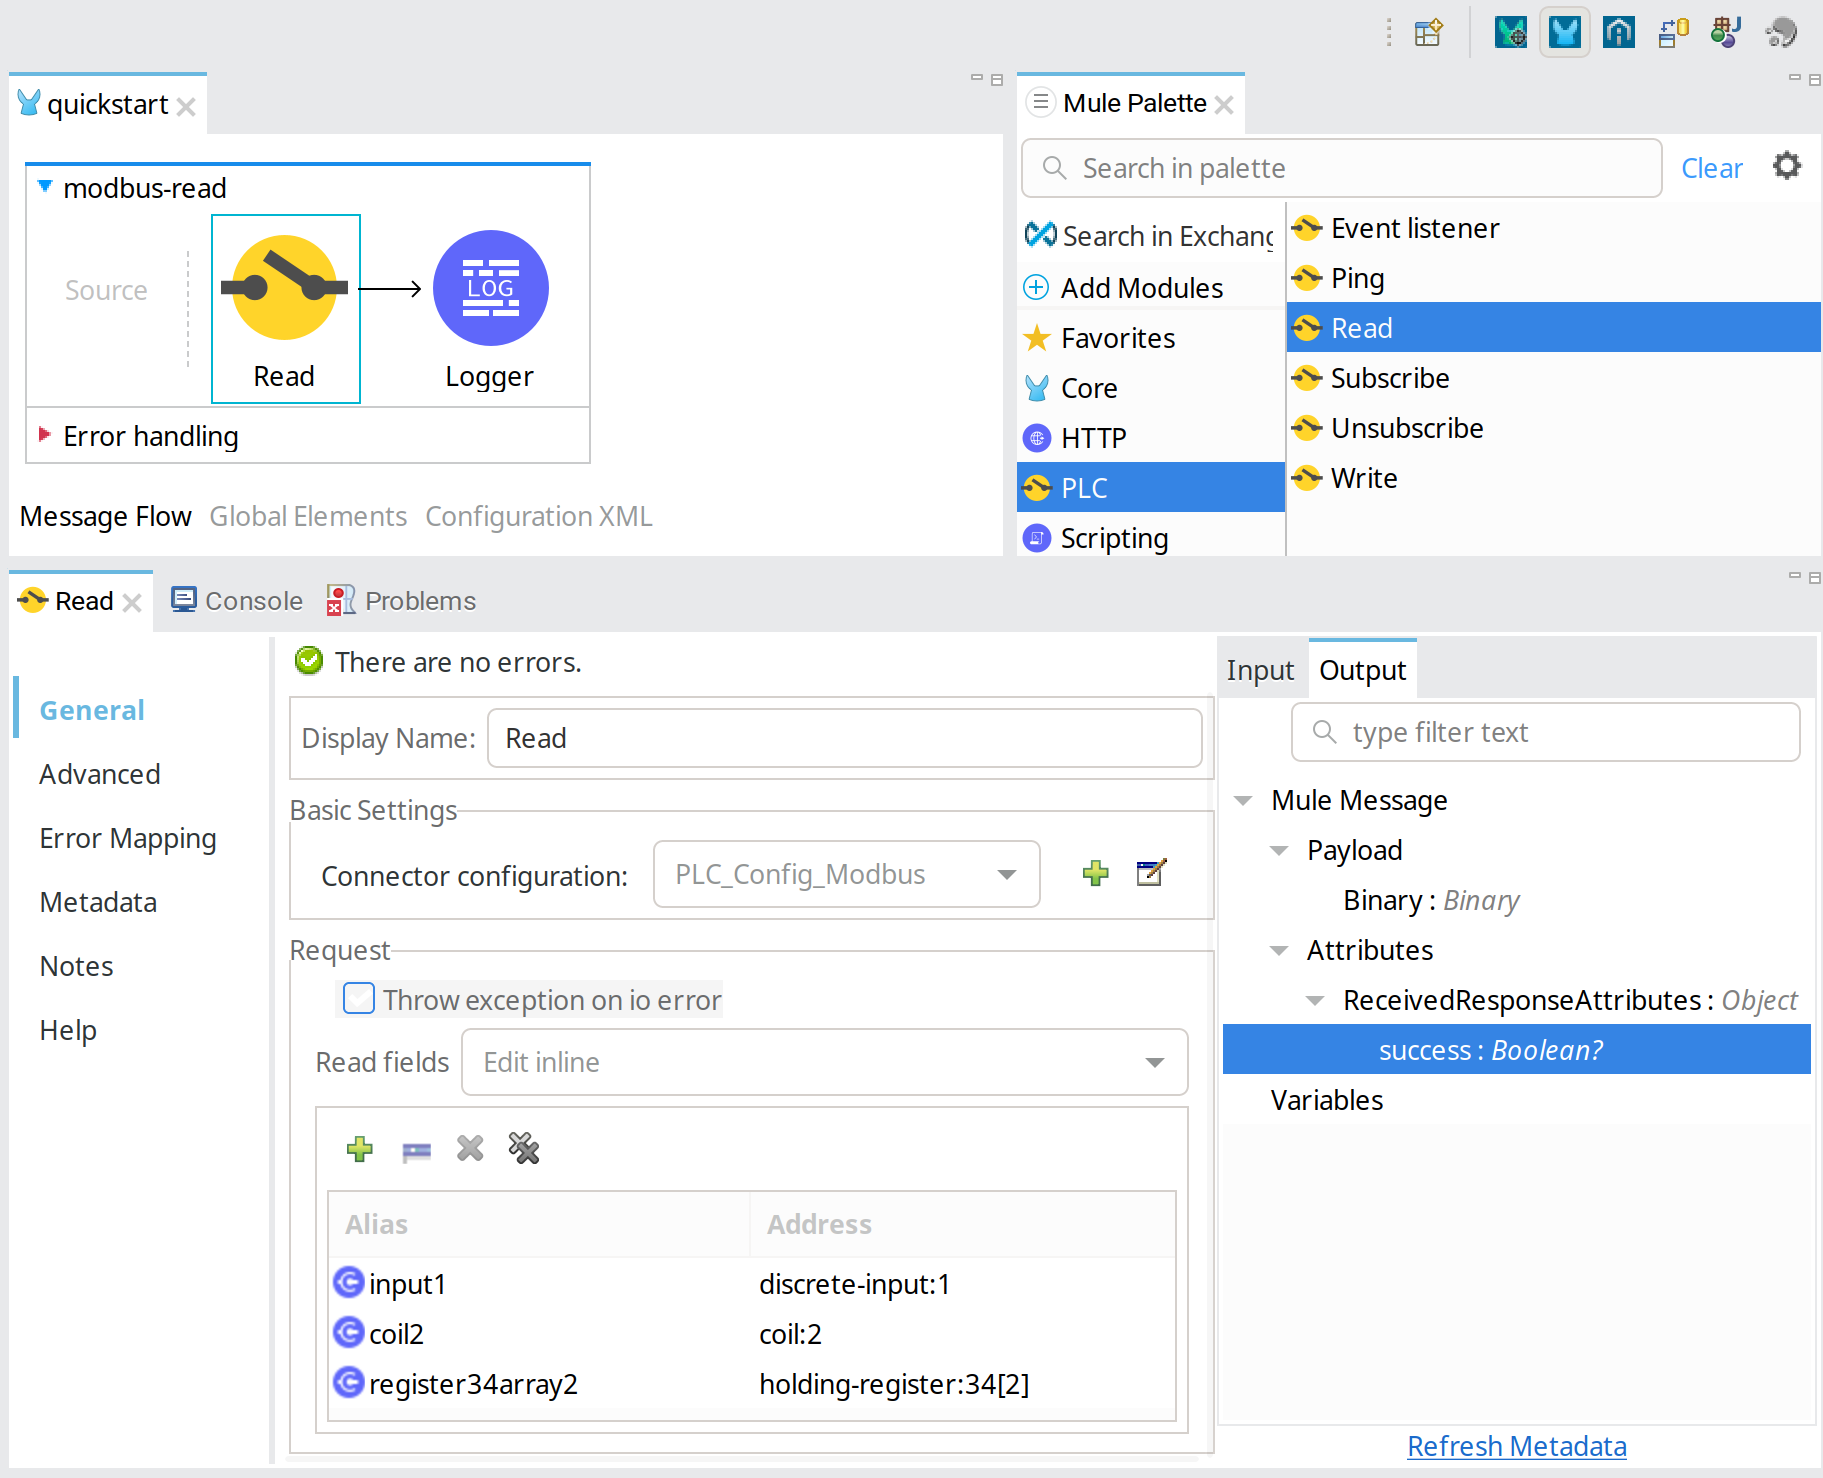 quickstart
modbus-read
Source
LOG
Read
Logger
Error handling
Message Flow
Global Elements
Configuration XML
Mule Palette
Search in palette
Clear
Search in Exchang
Add Modules
Favorites
Core
HTTP
PLC
Scripting
Event listener
Ping
Read
Subscribe
Unsubscribe
Write
Read
Console
Problems
General
Advanced
Error Mapping
Metadata
Notes
Help
There are no errors.
Display Name: Read
Basic Settings
Connector configuration: PLC_Config_Modbus
Request
Throw exception on io error
Read fields Edit inline
Alias Address
input1 discrete-input:1
coil2 coil:2
register34array2 holding-register:34[2]
Input Output
type filter text
Mule Message
Payload
Binary : Binary
Attributes
ReceivedResponseAttributes : Object
success : Boolean?
Variables
Refresh Metadata